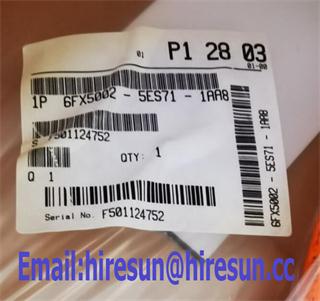 01 P1 28 03
01-00
1P 6FX5002 - 5ES71 - 1AA8
S F501124752
QTY: 1
Q 1
Serial No. F501124752
6FX5002 - 5ES71 - 1AA8
Email:hiresun@hiresun.cc